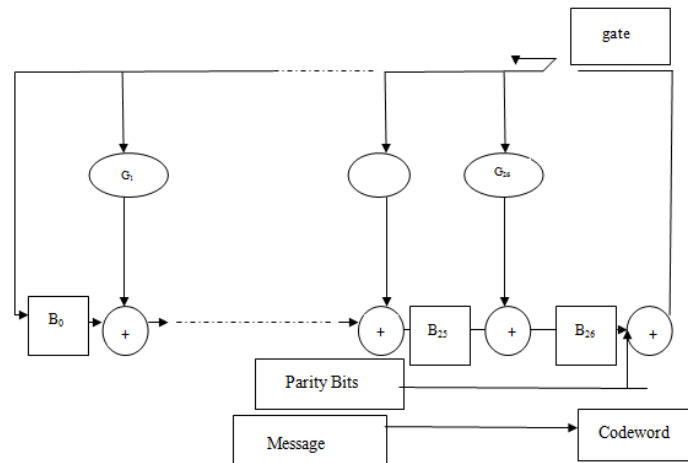 gate
G₁
G₂₆
B₀
+
+
B₂₅
+
B₂₆
+
Parity Bits
Message
Codeword